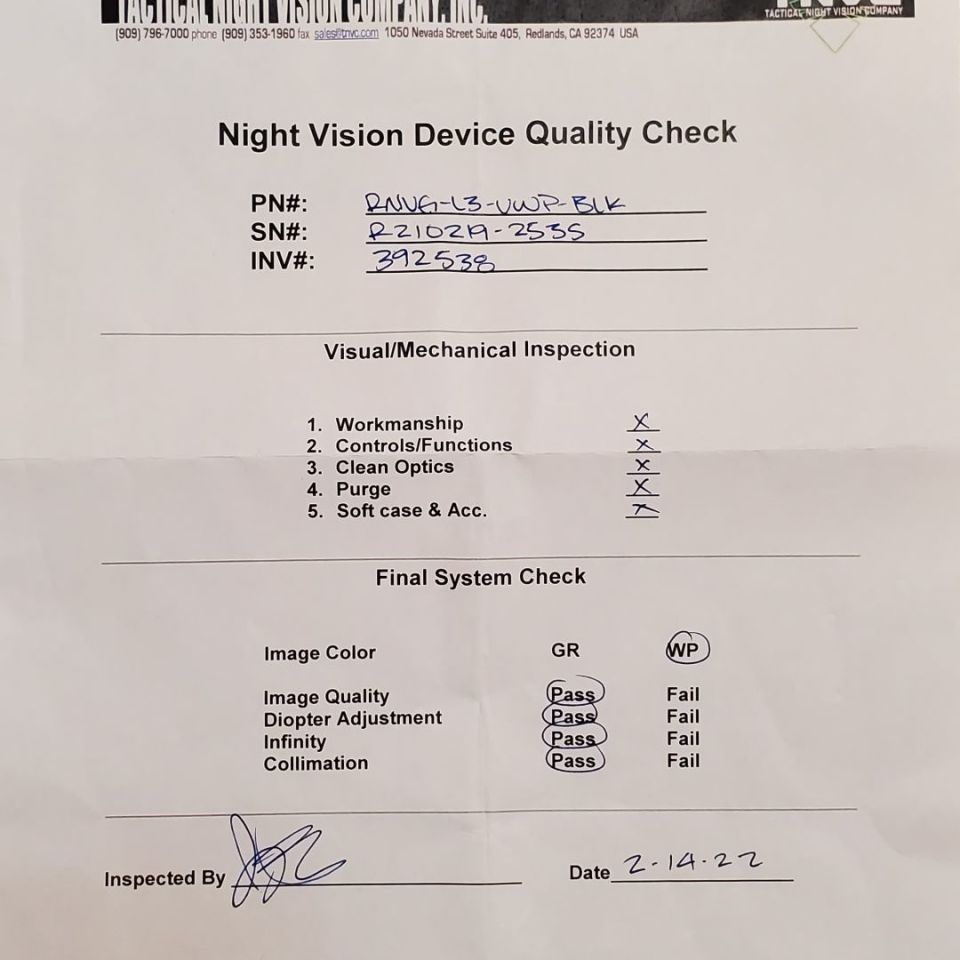 TACTICAL NIGHT VISION COMPANY, INC.
TACTICAL NIGHT VISION COMPANY
(909) 796-7000 phone (909) 353-1960 fax sales@tnvc.com 1050 Nevada Street Suite 405, Redlands, CA 92374 USA
Night Vision Device Quality Check
PN#: RNVG-L3-UWP-BLK
SN#: R210219-2535
INV#: 392538
Visual/Mechanical Inspection
1. Workmanship X
2. Controls/Functions X
3. Clean Optics X
4. Purge X
5. Soft case & Acc. X
Final System Check
Image Color GR WP
Image Quality Pass Fail
Diopter Adjustment Pass Fail
Infinity Pass Fail
Collimation Pass Fail
Inspected By
Date 2-14-22